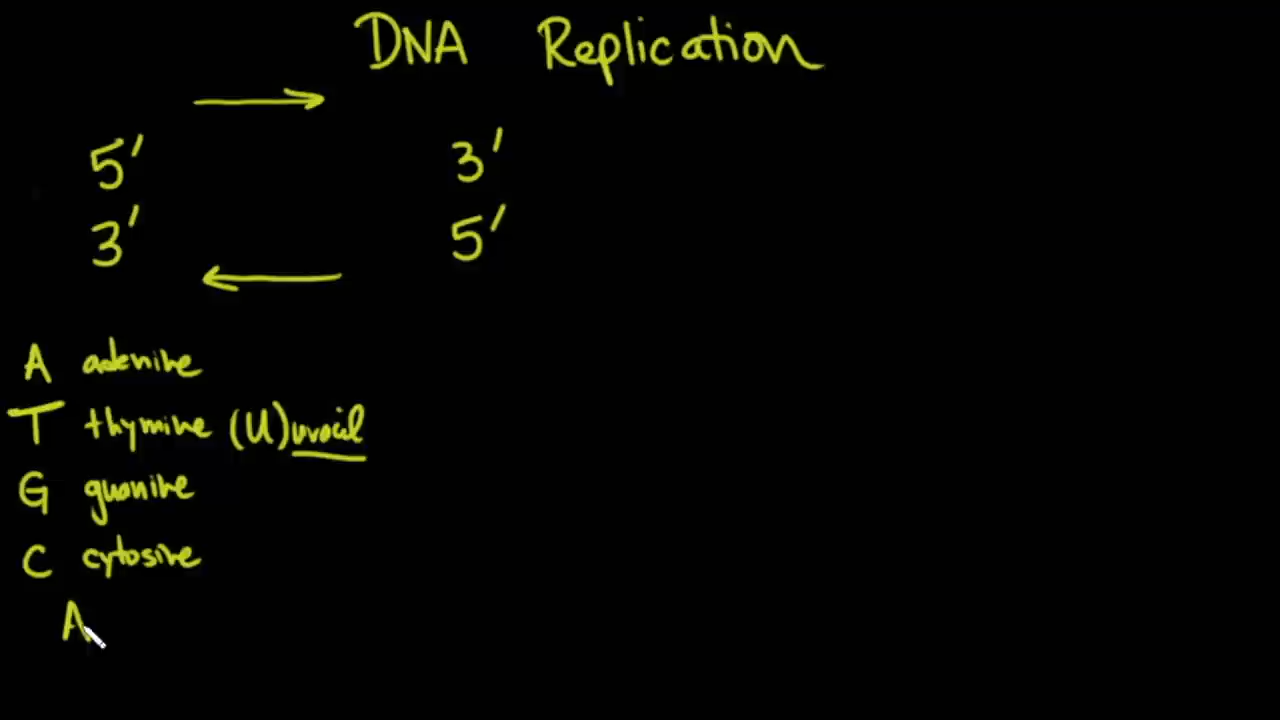 DNA Replication
5' 3'
3' 5'
A adenine
T thymine (U) uracil
G guanine
C cytosine
A